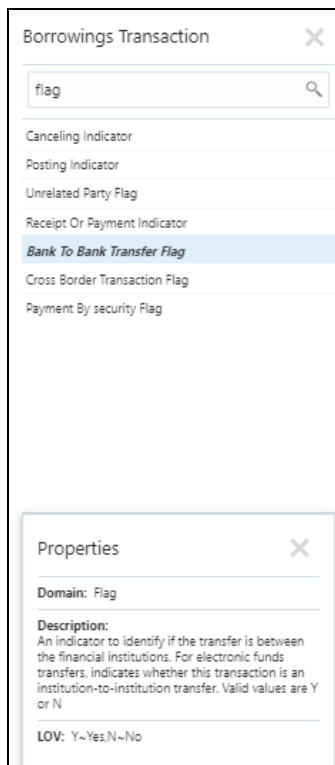 Borrowings Transaction
flag
Canceling Indicator
Posting Indicator
Unrelated Party Flag
Receipt Or Payment Indicator
Bank To Bank Transfer Flag
Cross Border Transaction Flag
Payment By security Flag
Properties
Domain: Flag
Description:
An indicator to identify if the transfer is between
the financial institutions. For electronic funds
transfers, indicates whether this transaction is an
institution-to-institution transfer. Valid values are Y
or N
LOV: Y~Yes,N~No